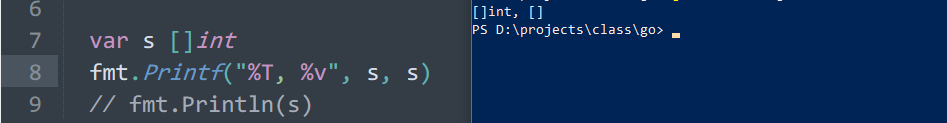 6
7 var s []int
8 fmt.Printf("%T, %v", s, s)
9 // fmt.Println(s)
[]int, []
PS D:\projects\class\go>